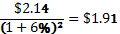 $2.14/(1 + 6%)² = $1.91